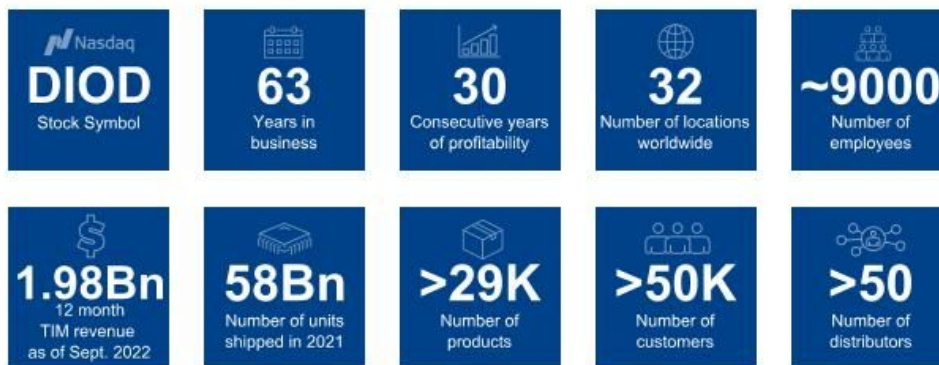 Nasdaq
DIOD
Stock Symbol
63
Years in
business
30
Consecutive years
of profitability
32
Number of locations
worldwide
~9000
Number of
employees
1.98Bn
12 month
TIM revenue
as of Sept. 2022
58Bn
Number of units
shipped in 2021
>29K
Number of
products
>50K
Number of
customers
>50
Number of
distributors